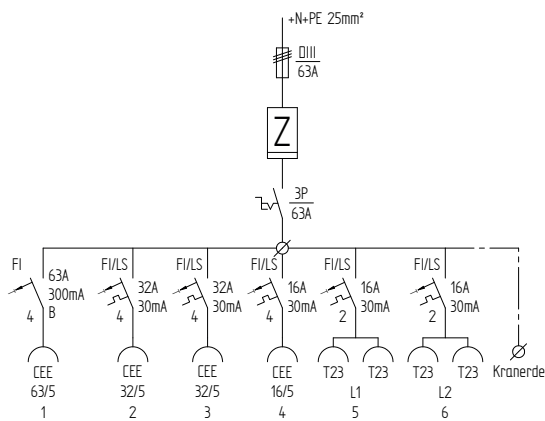 +N+PE 25mm²
DIII
63A
Z
3P
63A
FI
63A
300mA
B
4
FI/LS
32A
30mA
4
FI/LS
32A
30mA
4
FI/LS
16A
30mA
4
FI/LS
16A
30mA
2
FI/LS
16A
30mA
2
CEE
63/5
1
CEE
32/5
2
CEE
32/5
3
CEE
16/5
4
T23 T23
L1
5
T23 T23
L2
6
Kranerde